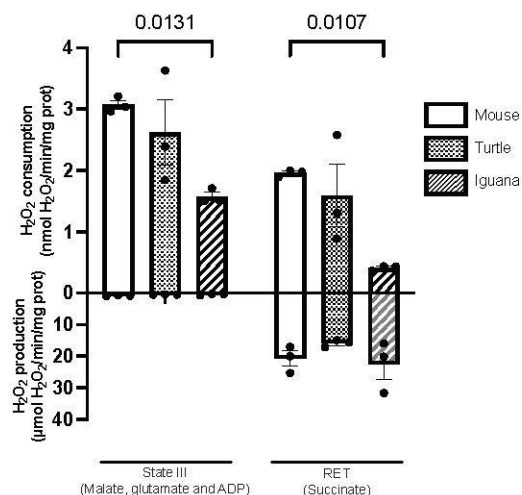 0.0131
0.0107
4
3
2
1
0
10
20
30
40
H₂O₂ consumption
(nmol H₂O₂/min/mg prot)
H₂O₂ production
(µmol H₂O₂/min/mg prot)
Mouse
Turtle
Iguana
State III
(Malate, glutamate and ADP)
RET
(Succinate)